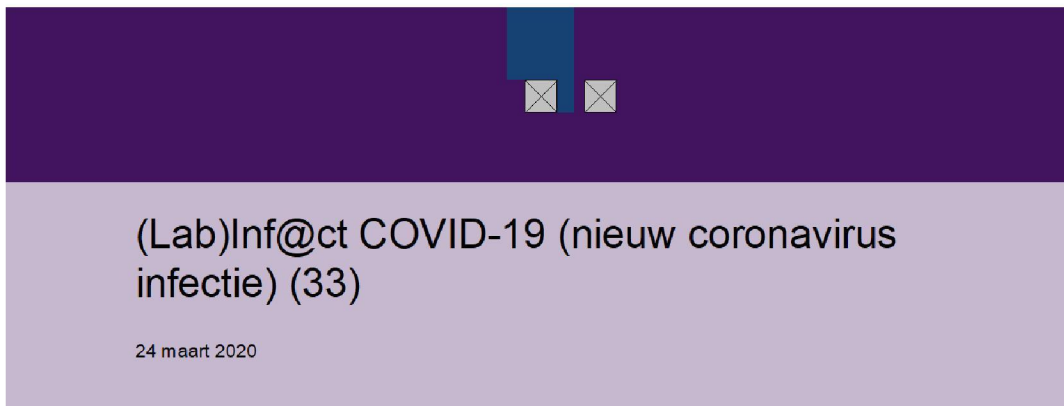 (Lab)Inf@ct COVID-19 (nieuw coronavirus
infectie) (33)
24 maart 2020